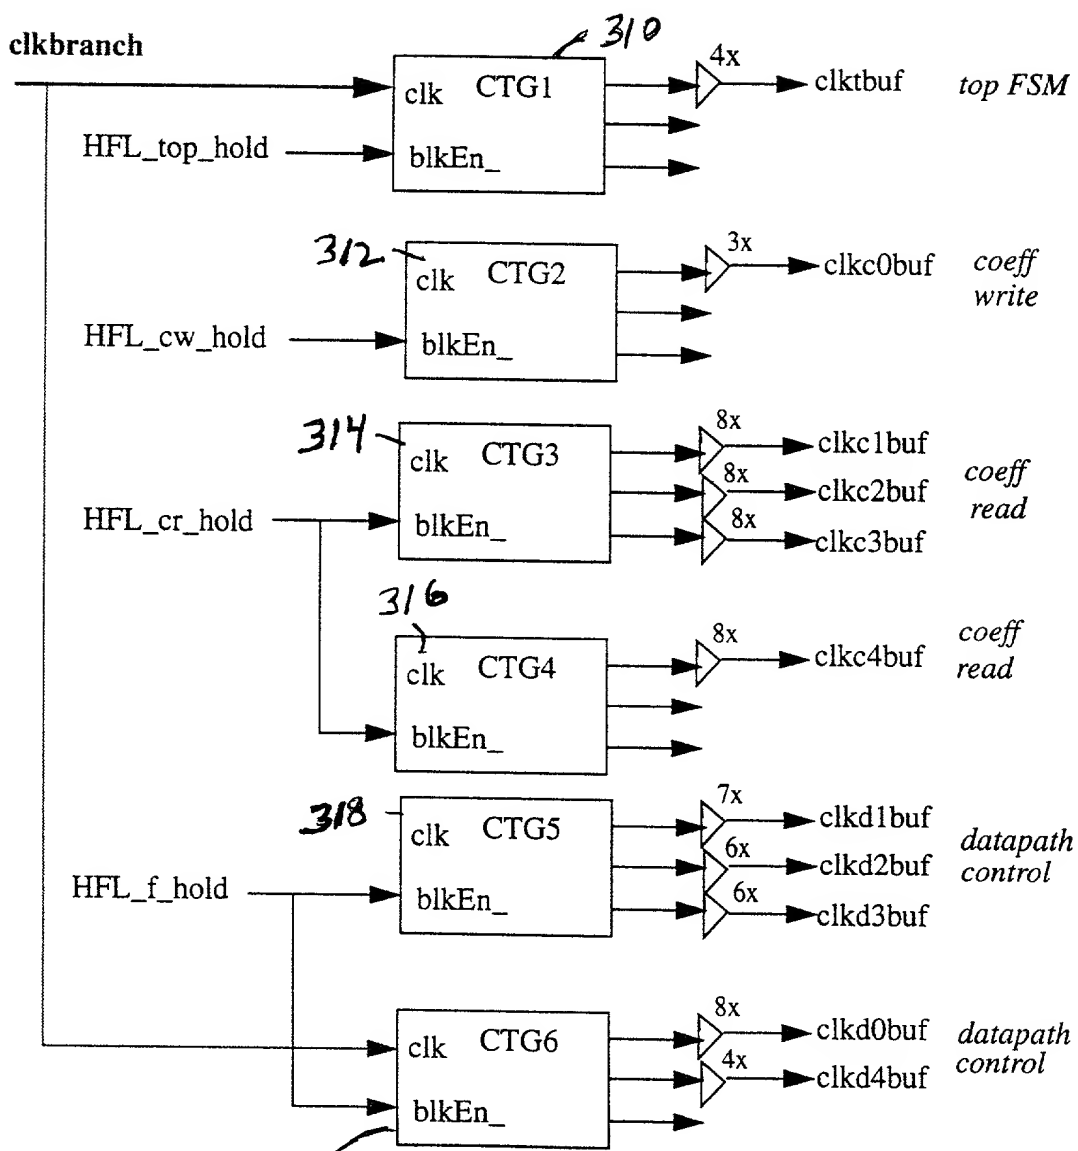 310
clkbranch
clk CTG1
4x
clktbuf
top FSM
HFL_top_hold
blkEn_
312
clk CTG2
3x
clkc0buf
coeff
write
HFL_cw_hold
blkEn_
314
clk CTG3
8x
clkc1buf
8x
clkc2buf
8x
clkc3buf
coeff
read
HFL_cr_hold
blkEn_
316
clk CTG4
8x
clkc4buf
coeff
read
blkEn_
318
clk CTG5
7x
clkd1buf
6x
clkd2buf
6x
clkd3buf
datapath
control
HFL_f_hold
blkEn_
clk CTG6
8x
clkd0buf
4x
clkd4buf
datapath
control
blkEn_